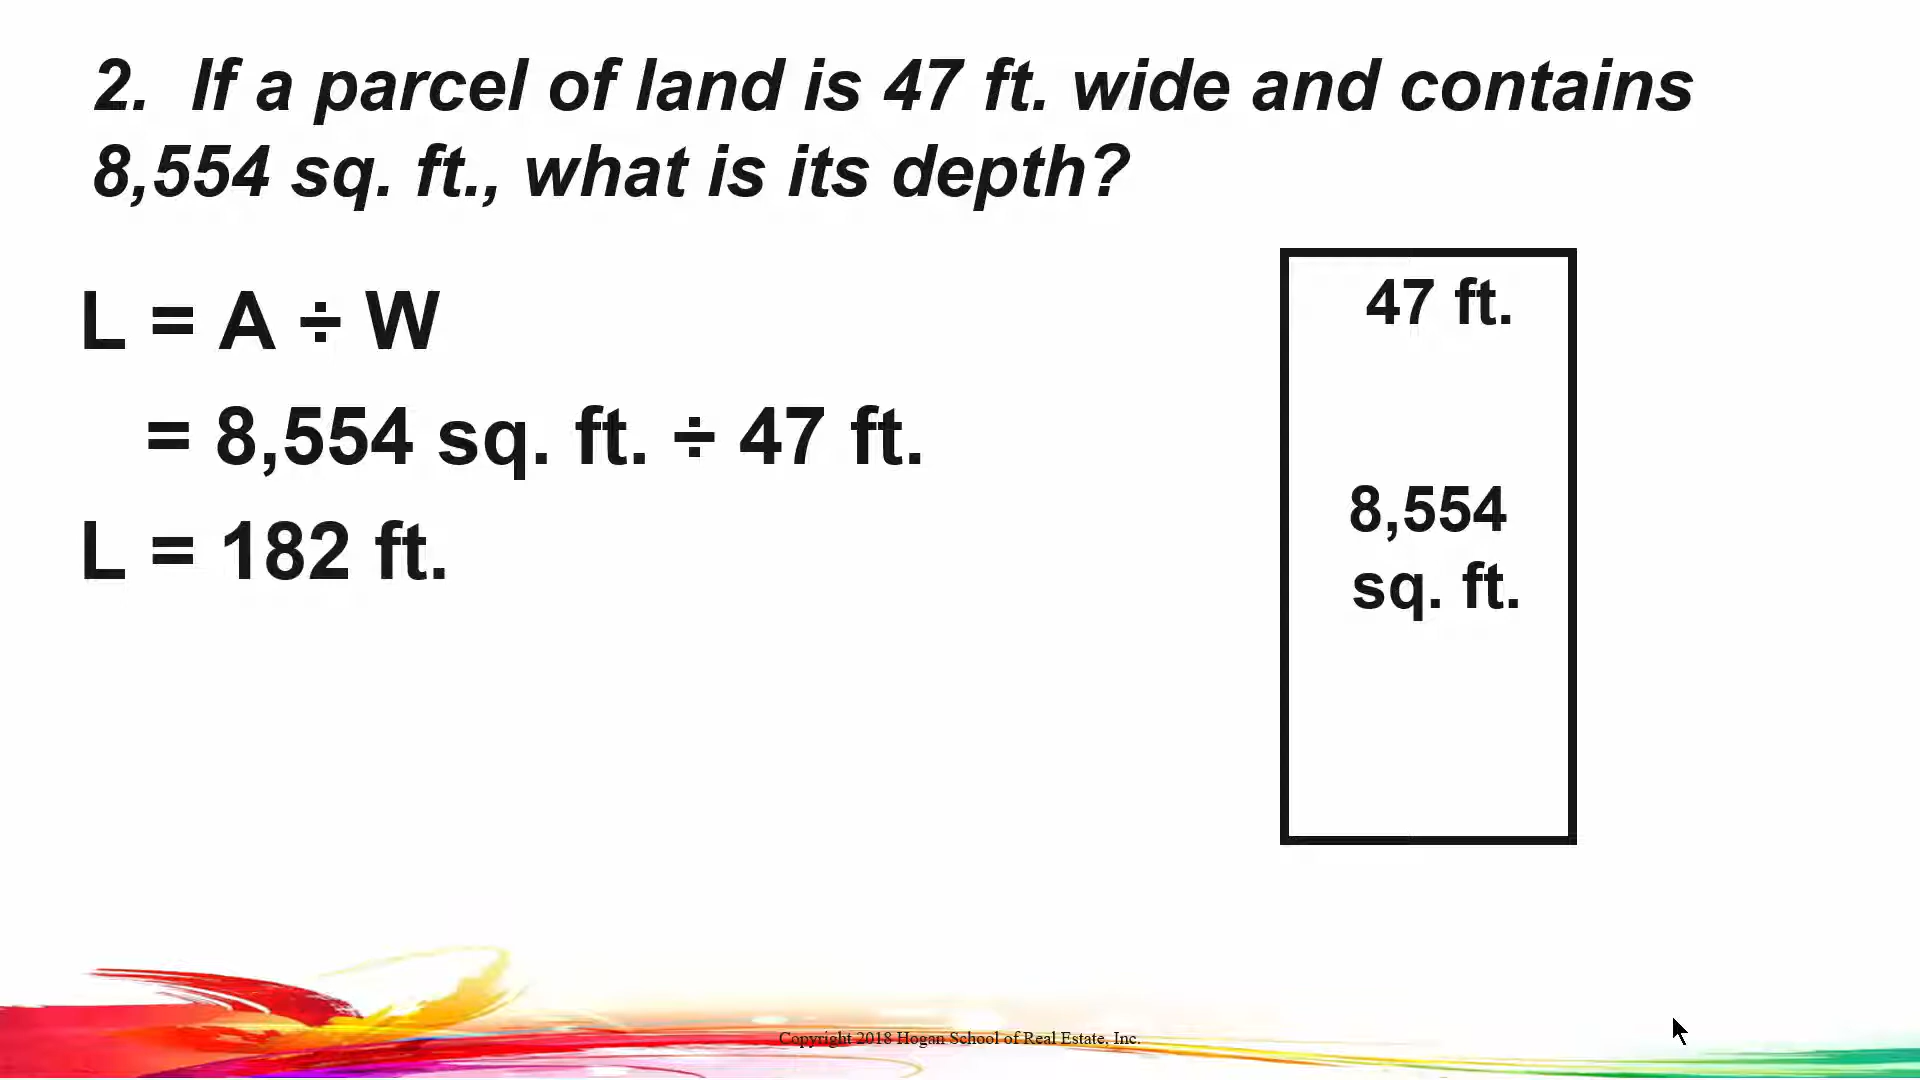 2. If a parcel of land is 47 ft. wide and contains
8,554 sq. ft., what is its depth?
L = A ÷ W
= 8,554 sq. ft. ÷ 47 ft.
L = 182 ft.
47 ft.
8,554
sq. ft.
Copyright 2018 Hogan School of Real Estate, Inc.